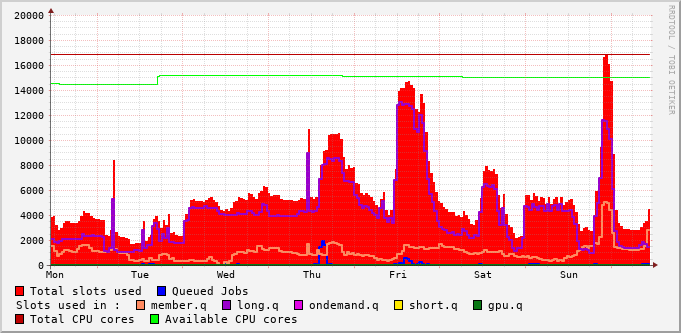 20000
18000
16000
14000
12000
10000
8000
6000
4000
2000
0
Mon Tue Wed Thu Fri Sat Sun
RRDTOOL / TOBI OETIKER
Total slots used Queued Jobs
Slots used in : member.q long.q ondemand.q short.q gpu.q
Total CPU cores Available CPU cores